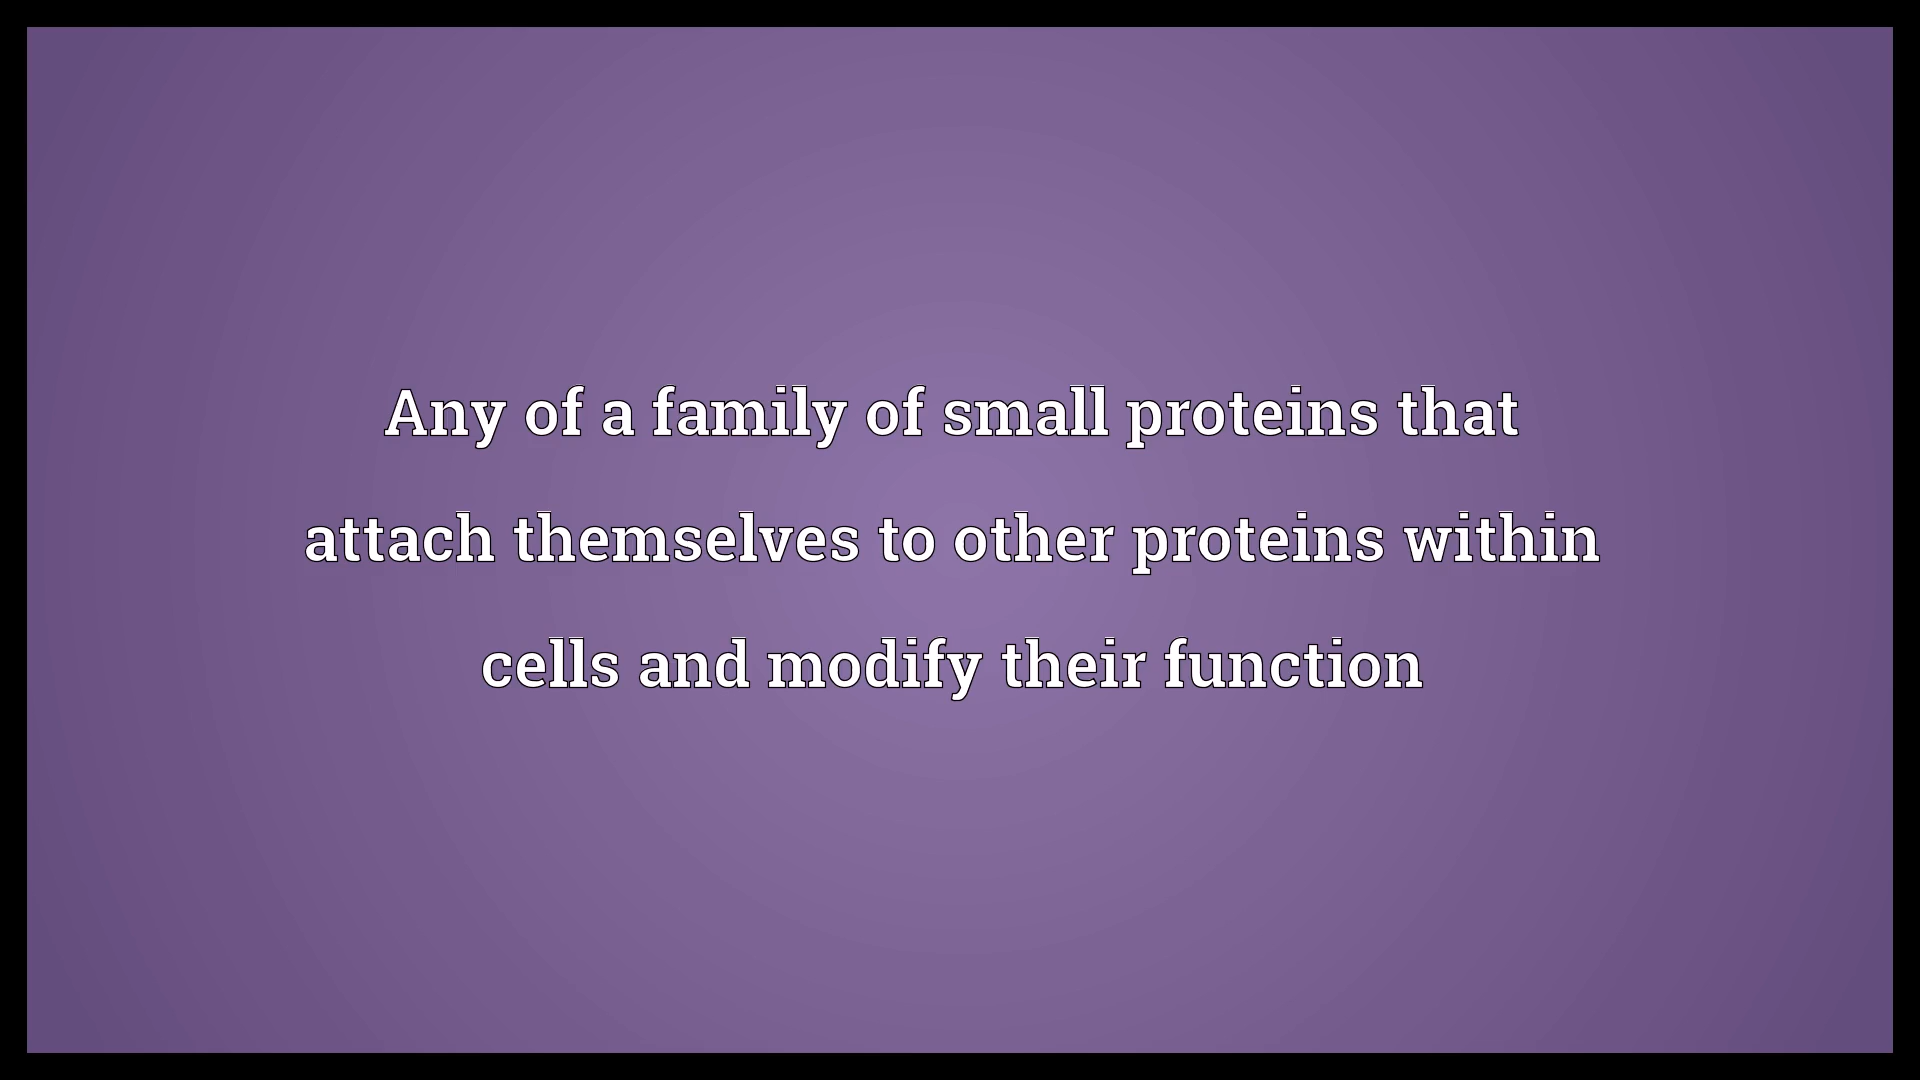 Any of a family of small proteins that
attach themselves to other proteins within
cells and modify their function